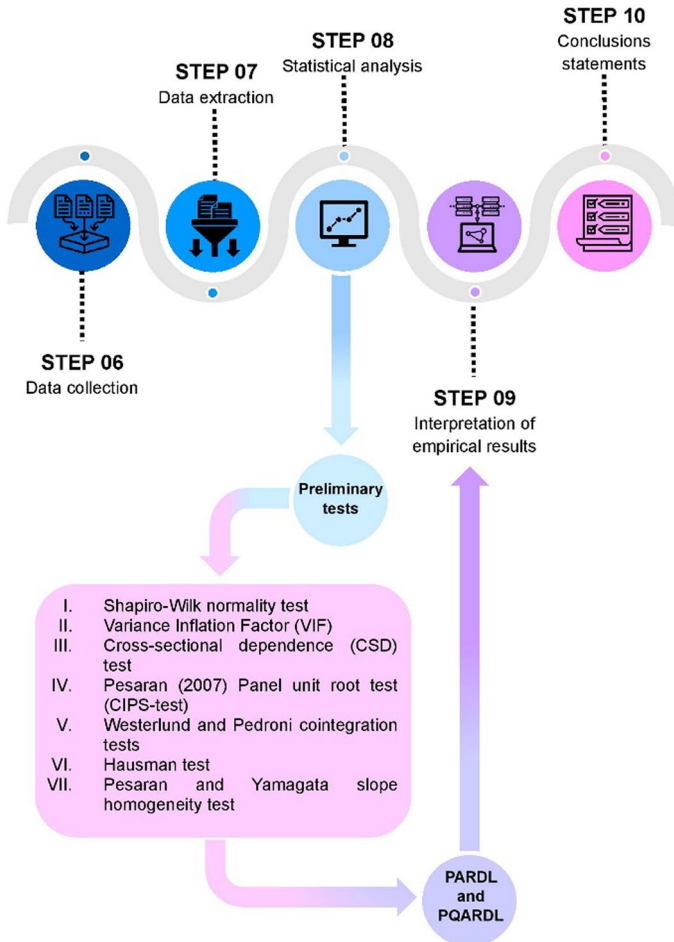 STEP 06
Data collection
STEP 07
Data extraction
STEP 08
Statistical analysis
STEP 09
Interpretation of
empirical results
STEP 10
Conclusions
statements
Preliminary
tests
I. Shapiro-Wilk normality test
II. Variance Inflation Factor (VIF)
III. Cross-sectional dependence (CSD)
test
IV. Pesaran (2007) Panel unit root test
(CIPS-test)
V. Westerlund and Pedroni cointegration
tests
VI. Hausman test
VII. Pesaran and Yamagata slope
homogeneity test
PARDL
and
PQARDL